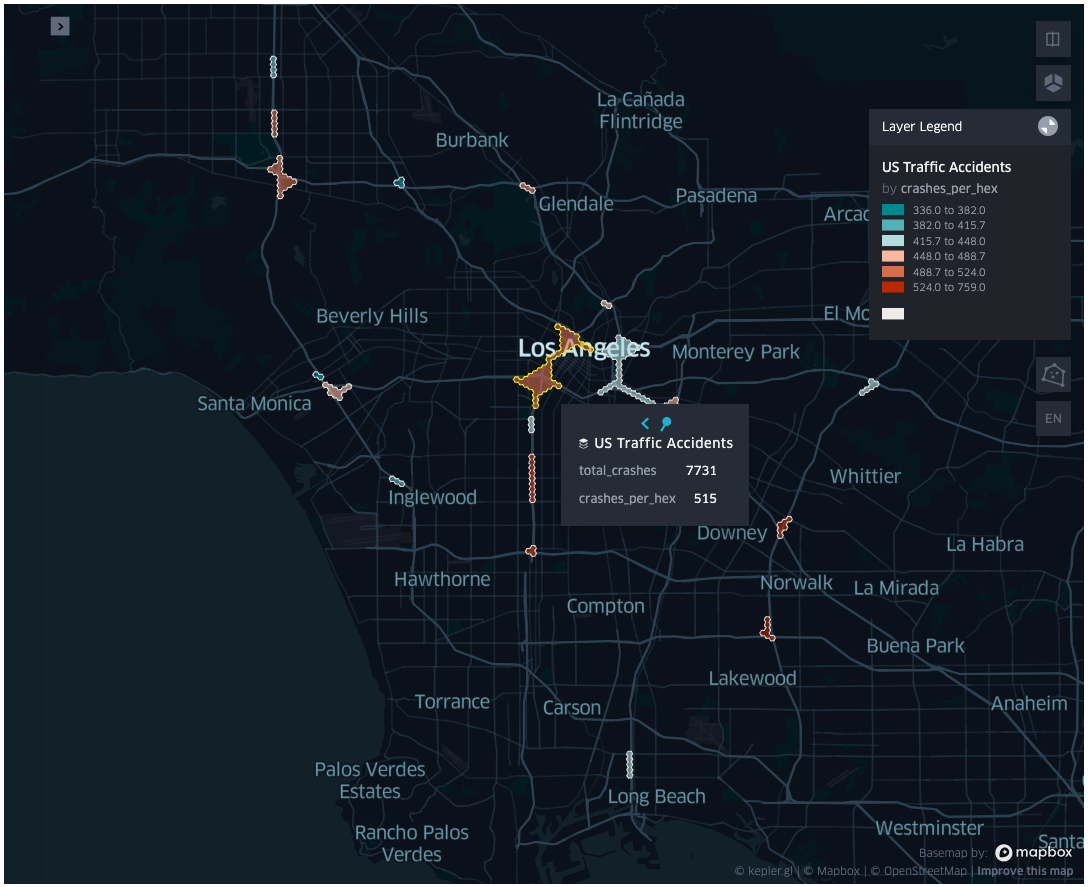 La Cañada
Flintridge
Burbank
Glendale
Pasadena
Arcad
Beverly Hills
Los Angeles
Monterey Park
El Mo
Santa Monica
Layer Legend
US Traffic Accidents
by crashes_per_hex
336.0 to 382.0
382.0 to 415.7
415.7 to 448.0
448.0 to 488.7
488.7 to 524.0
524.0 to 759.0
EN
US Traffic Accidents
total_crashes 7731
crashes_per_hex 515
Whittier
Inglewood
Downey
La Habra
Hawthorne
Norwalk
La Mirada
Compton
Buena Park
Lakewood
Torrance
Carson
Anaheim
Palos Verdes
Estates
Long Beach
Rancho Palos
Verdes
Westminster
Santa
Basemap by: mapbox
© kepler.gl | © Mapbox | © OpenStreetMap | Improve this map